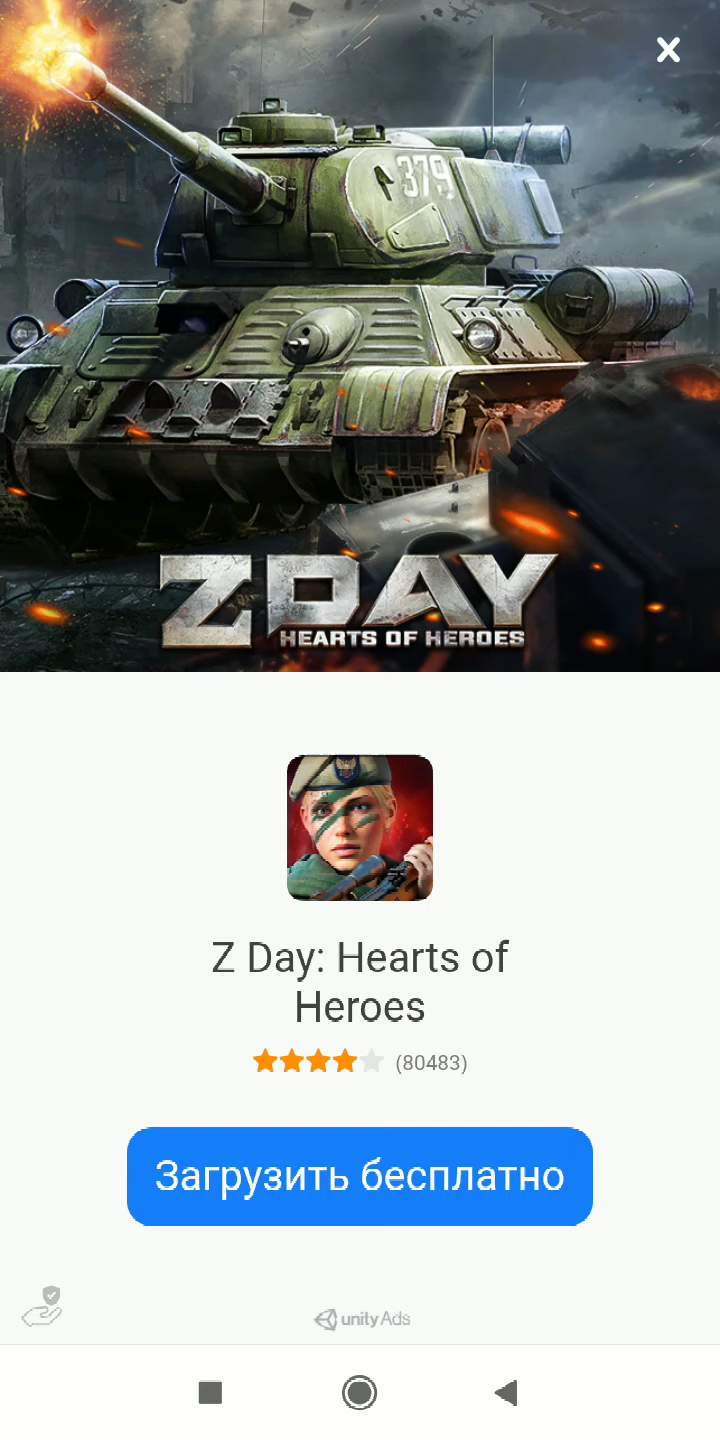 379
ZDAY
HEARTS OF HEROES
Z Day: Hearts of
Heroes
(80483)
Загрузить бесплатно
unity Ads